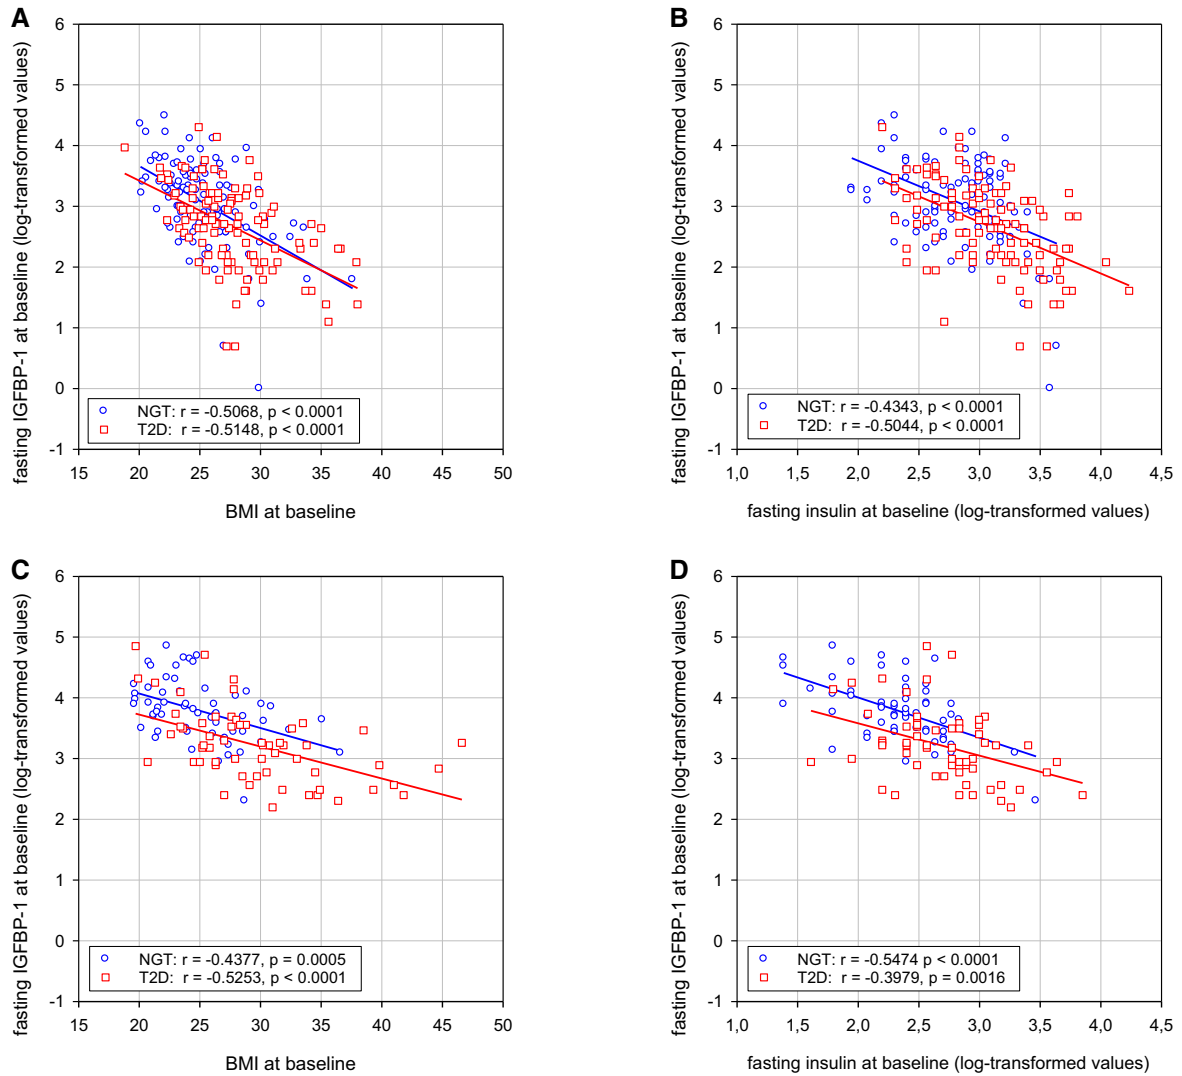 A
fasting IGFBP-1 at baseline (log-transformed values)
6
5
4
3
2
1
0
-1
NGT: r = -0.5068, p < 0.0001
T2D: r = -0.5148, p < 0.0001
15 20 25 30 35 40 45 50
BMI at baseline
B
fasting IGFBP-1 at baseline (log-transformed values)
6
5
4
3
2
1
0
-1
NGT: r = -0.4343, p < 0.0001
T2D: r = -0.5044, p < 0.0001
1,0 1,5 2,0 2,5 3,0 3,5 4,0 4,5
fasting insulin at baseline (log-transformed values)
C
fasting IGFBP-1 at baseline (log-transformed values)
6
5
4
3
2
1
0
-1
NGT: r = -0.4377, p = 0.0005
T2D: r = -0.5253, p < 0.0001
15 20 25 30 35 40 45 50
BMI at baseline
D
fasting IGFBP-1 at baseline (log-transformed values)
6
5
4
3
2
1
0
-1
NGT: r = -0.5474 p < 0.0001
T2D: r = -0.3979, p = 0.0016
1,0 1,5 2,0 2,5 3,0 3,5 4,0 4,5
fasting insulin at baseline (log-transformed values)